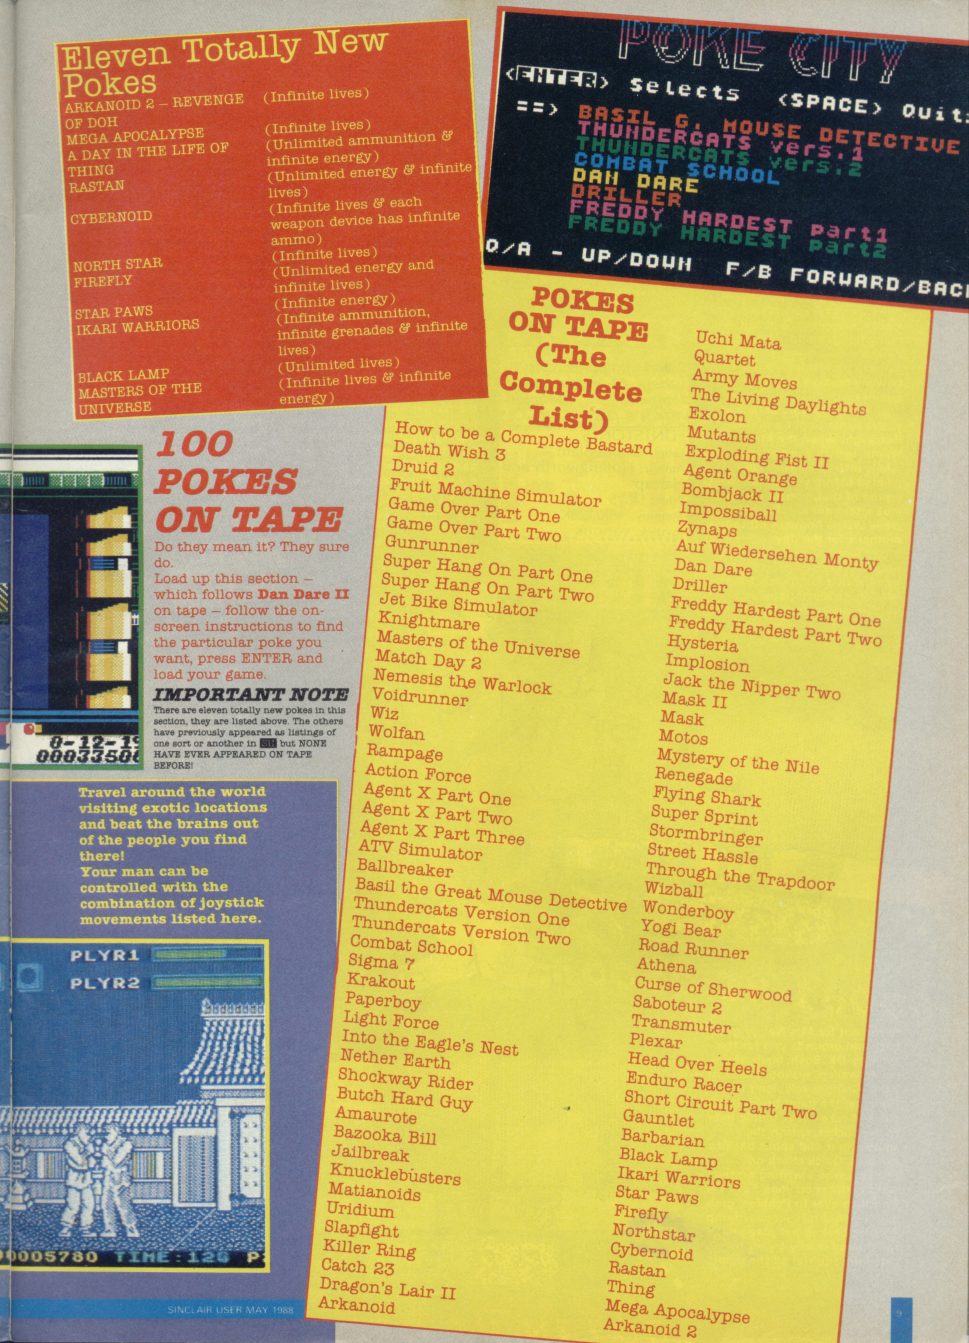 Eleven Totally New
Pokes
ARKANOID 2 – REVENGE (Infinite lives)
OF DOH
MEGA APOCALYPSE (Infinite lives)
A DAY IN THE LIFE OF (Unlimited ammunition &
THING infinite energy)
RASTAN (Unlimited energy & infinite
lives)
CYBERNOID (Infinite lives & each
weapon device has infinite
ammo)
NORTH STAR (Infinite lives)
FIREFLY (Unlimited energy and
infinite lives)
STAR PAWS (Infinite energy)
IKARI WARRIORS (Infinite ammunition,
infinite grenades & infinite
lives)
BLACK LAMP (Unlimited lives)
MASTERS OF THE (Infinite lives & infinite
UNIVERSE energy)
POKE CITY
<ENTER> Selects <SPACE> Quit
==> BASIL G. MOUSE DETECTIVE
THUNDERCATS vers.1
THUNDERCATS vers.2
COMBAT SCHOOL
DAN DARE
DRILLER
FREDDY HARDEST part1
FREDDY HARDEST part2
Q/A - UP/DOWN F/B FORWARD/BACK
100
POKES
ON TAPE
Do they mean it? They sure
do.
Load up this section –
which follows Dan Dare II
on tape – follow the on-
screen instructions to find
the particular poke you
want, press ENTER and
load your game.
IMPORTANT NOTE
There are eleven totally new pokes in this
section, they are listed above. The others
have previously appeared as listings of
one sort or another in but NONE
HAVE EVER APPEARED ON TAPE
BEFORE!
0-12-19
0003350
Travel around the world
visiting exotic locations
and beat the brains out
of the people you find
there!
Your man can be
controlled with the
combination of joystick
movements listed here.
PLYR1
PLYR2
0005780 TIME:126 P
POKES
ON TAPE
(The
Complete
List)
How to be a Complete Bastard
Death Wish 3
Druid 2
Fruit Machine Simulator
Game Over Part One
Game Over Part Two
Gunrunner
Super Hang On Part One
Super Hang On Part Two
Jet Bike Simulator
Knightmare
Masters of the Universe
Match Day 2
Nemesis the Warlock
Voidrunner
Wiz
Wolfan
Rampage
Action Force
Agent X Part One
Agent X Part Two
Agent X Part Three
ATV Simulator
Ballbreaker
Basil the Great Mouse Detective
Thundercats Version One
Thundercats Version Two
Combat School
Sigma 7
Krakout
Paperboy
Light Force
Into the Eagle's Nest
Nether Earth
Shockway Rider
Butch Hard Guy
Amaurote
Bazooka Bill
Jailbreak
Knucklebusters
Matianoids
Uridium
Slapfight
Killer Ring
Catch 23
Dragon's Lair II
Arkanoid
Uchi Mata
Quartet
Army Moves
The Living Daylights
Exolon
Mutants
Exploding Fist II
Agent Orange
Bombjack II
Impossiball
Zynaps
Auf Wiedersehen Monty
Dan Dare
Driller
Freddy Hardest Part One
Freddy Hardest Part Two
Hysteria
Implosion
Jack the Nipper Two
Mask II
Mask
Motos
Mystery of the Nile
Renegade
Flying Shark
Super Sprint
Stormbringer
Street Hassle
Through the Trapdoor
Wizball
Wonderboy
Yogi Bear
Road Runner
Athena
Curse of Sherwood
Saboteur 2
Transmuter
Plexar
Head Over Heels
Enduro Racer
Short Circuit Part Two
Gauntlet
Barbarian
Black Lamp
Ikari Warriors
Star Paws
Firefly
Northstar
Cybernoid
Rastan
Thing
Mega Apocalypse
Arkanoid 2
SINCLAIR USER MAY 1988
9